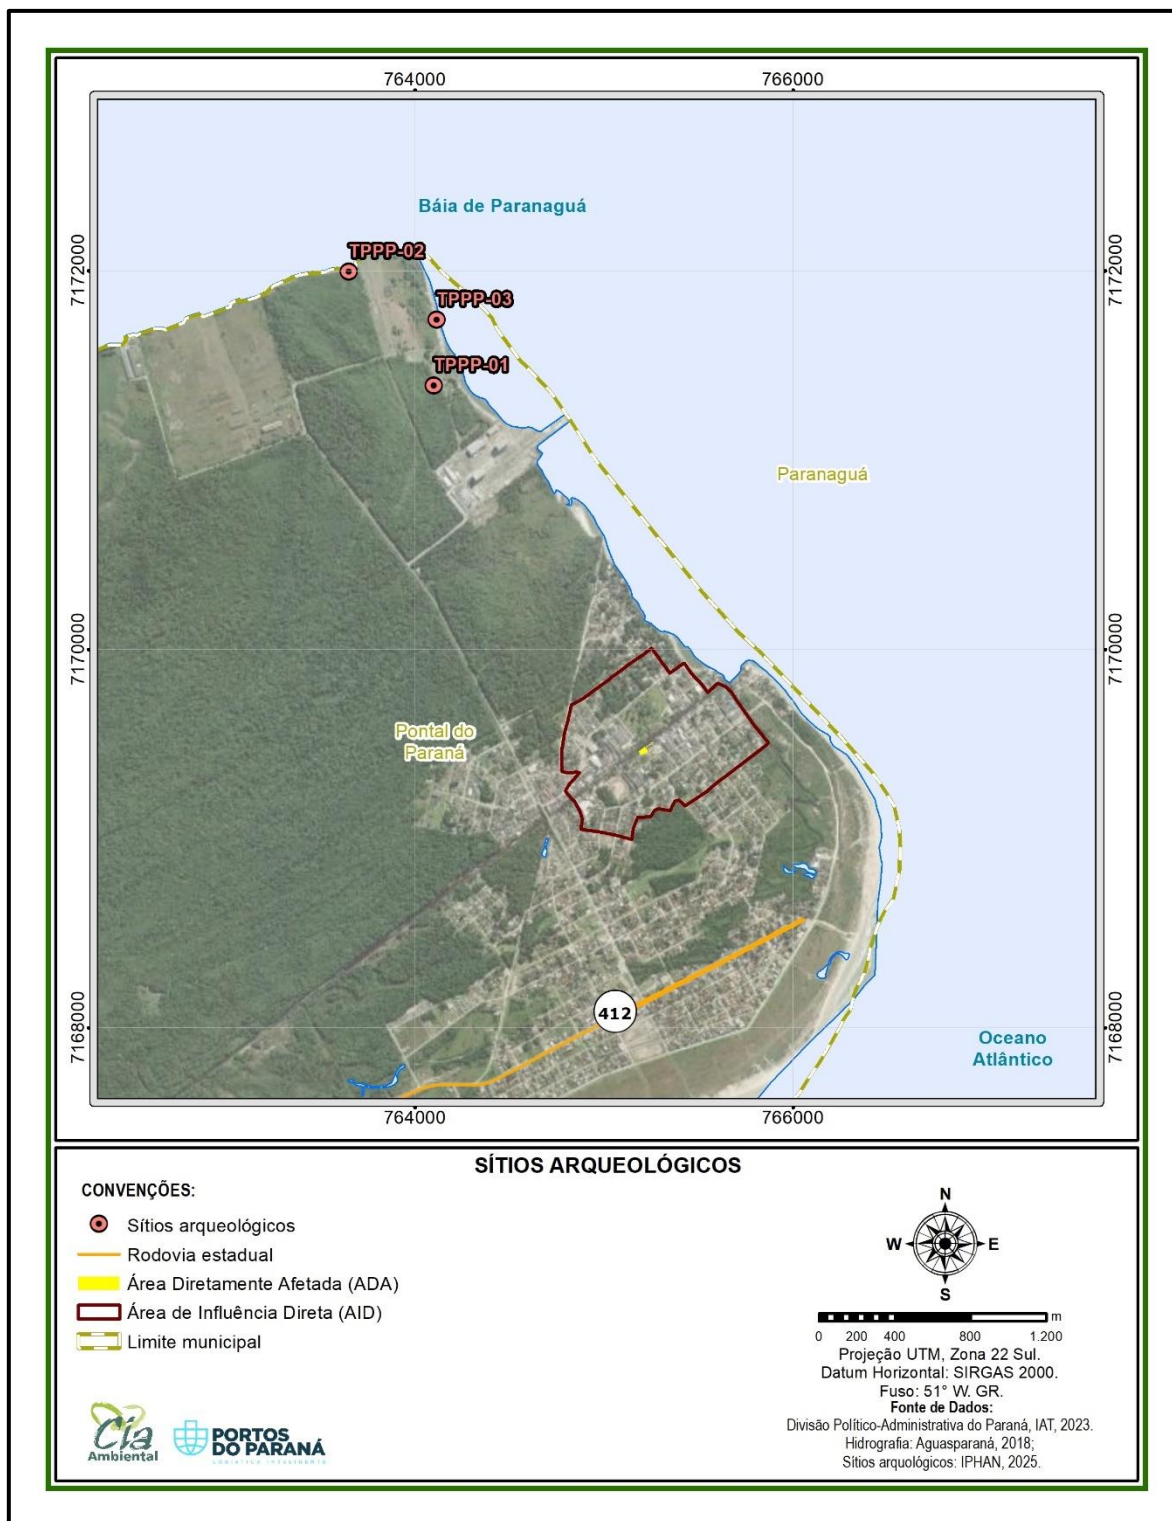 764000
766000
Báia de Paranaguá
TPPP-02
7172000
7172000
TPPP-03
TPPP-01
Paranaguá
7170000
7170000
Pontal do
Paraná
412
7168000
7168000
Oceano
Atlântico
764000
766000
SÍTIOS ARQUEOLÓGICOS
CONVENÇÕES:
Sítios arqueológicos
Rodovia estadual
Área Diretamente Afetada (ADA)
Área de Influência Direta (AID)
Limite municipal
N
W
E
S
m
0 200 400 800 1.200
Projeção UTM, Zona 22 Sul.
Datum Horizontal: SIRGAS 2000.
Fuso: 51° W. GR.
Fonte de Dados:
Divisão Político-Administrativa do Paraná, IAT, 2023.
Hidrografia: Aguasparaná, 2018;
Sítios arqueológicos: IPHAN, 2025.
Cia
Ambiental
PORTOS
DO PARANÁ
LOGÍSTICA INTELIGENTE